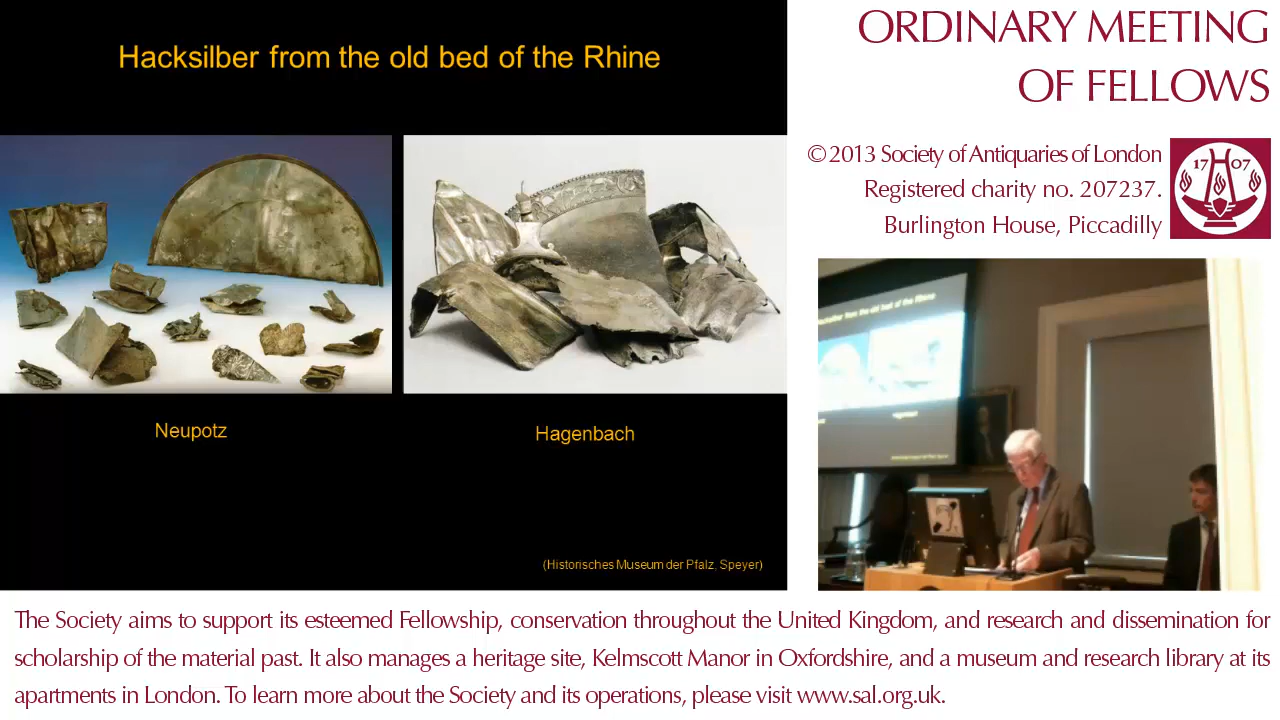 Hacksilber from the old bed of the Rhine
Neupotz
Hagenbach
(Historisches Museum der Pfalz, Speyer)
ORDINARY MEETING
OF FELLOWS
© 2013 Society of Antiquaries of London
Registered charity no. 207237.
Burlington House, Piccadilly
17 07
The Society aims to support its esteemed Fellowship, conservation throughout the United Kingdom, and research and dissemination for
scholarship of the material past. It also manages a heritage site, Kelmscott Manor in Oxfordshire, and a museum and research library at its
apartments in London. To learn more about the Society and its operations, please visit www.sal.org.uk.